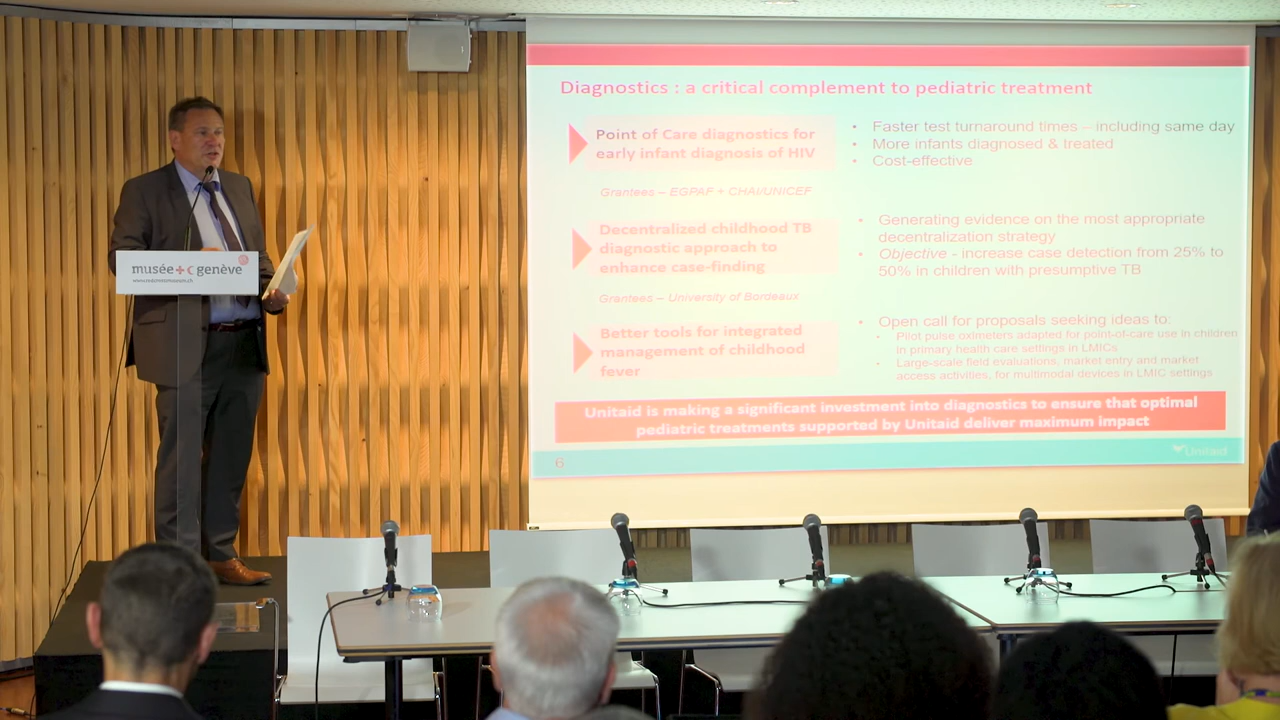 musée+☾ genève
www.redcrossmuseum.ch
Diagnostics : a critical complement to pediatric treatment
Point of Care diagnostics for
early infant diagnosis of HIV
Grantees – EGPAF + CHAI/UNICEF
• Faster test turnaround times – including same day
• More infants diagnosed & treated
• Cost-effective
Decentralized childhood TB
diagnostic approach to
enhance case-finding
Grantees – University of Bordeaux
• Generating evidence on the most appropriate
decentralization strategy
• Objective - increase case detection from 25% to
50% in children with presumptive TB
Better tools for integrated
management of childhood
fever
• Open call for proposals seeking ideas to:
• Pilot pulse oximeters adapted for point-of-care use in children
in primary health care settings in LMICs
• Large-scale field evaluations, market entry and market
access activities, for multimodal devices in LMIC settings
Unitaid is making a significant investment into diagnostics to ensure that optimal
pediatric treatments supported by Unitaid deliver maximum impact
6
Unitaid